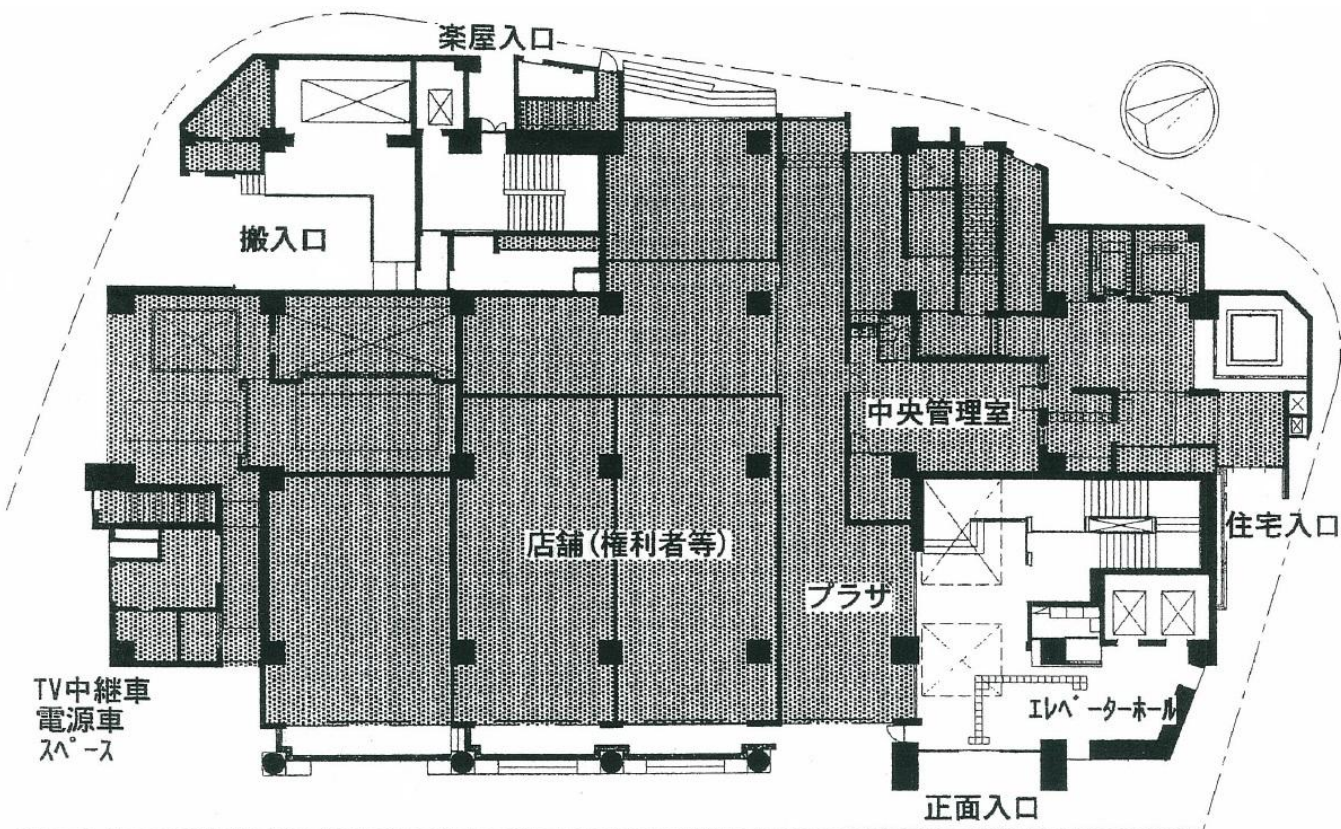 楽屋入口
搬入口
中央管理室
住宅入口
店舗(権利者等)
プラザ
TV中継車
電源車
スペース
エレベーターホール
正面入口